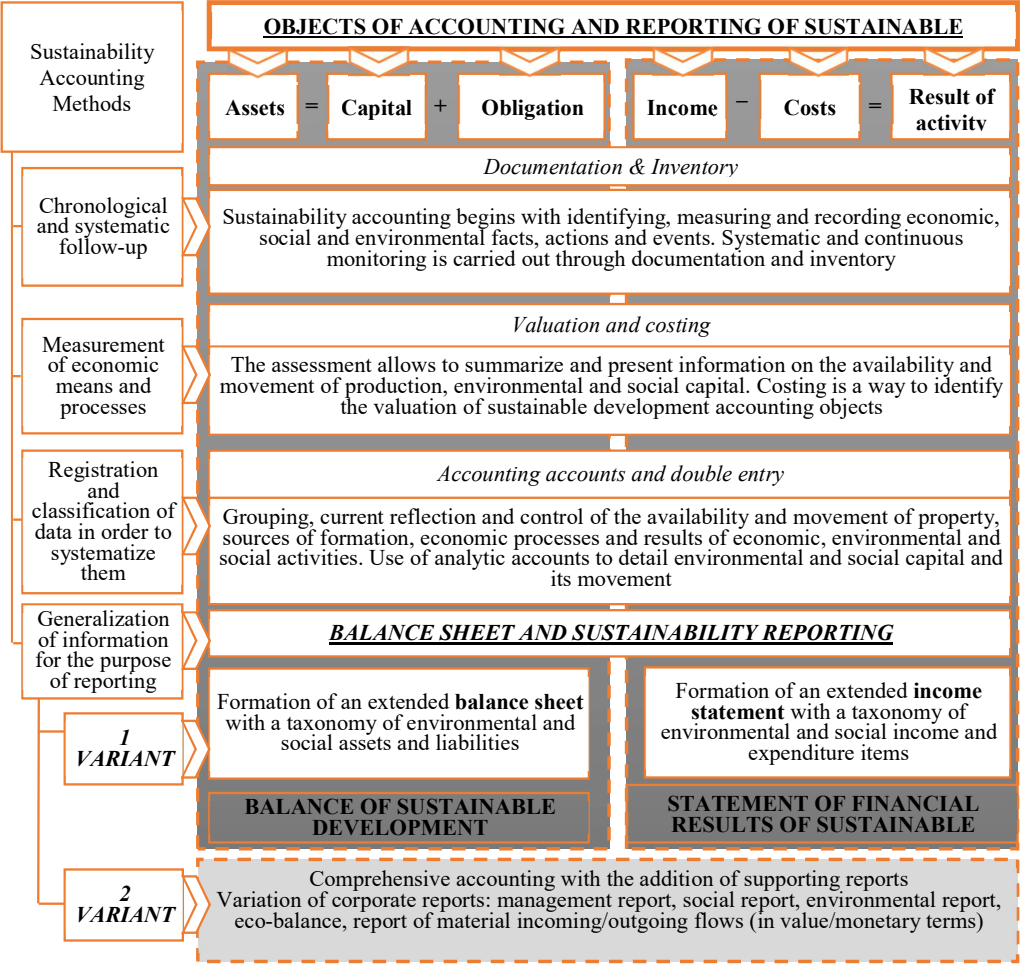 OBJECTS OF ACCOUNTING AND REPORTING OF SUSTAINABLE
Sustainability
Accounting
Methods
Assets = Capital + Obligation
Income − Costs = Result of
activity
Documentation & Inventory
Chronological
and systematic
follow-up
Sustainability accounting begins with identifying, measuring and recording economic,
social and environmental facts, actions and events. Systematic and continuous
monitoring is carried out through documentation and inventory
Valuation and costing
Measurement
of economic
means and
processes
The assessment allows to summarize and present information on the availability and
movement of production, environmental and social capital. Costing is a way to identify
the valuation of sustainable development accounting objects
Accounting accounts and double entry
Registration
and
classification of
data in order to
systematize
them
Grouping, current reflection and control of the availability and movement of property,
sources of formation, economic processes and results of economic, environmental and
social activities. Use of analytic accounts to detail environmental and social capital and
its movement
Generalization
of information
for the purpose
of reporting
BALANCE SHEET AND SUSTAINABILITY REPORTING
1
VARIANT
Formation of an extended balance sheet
with a taxonomy of environmental and
social assets and liabilities
Formation of an extended income
statement with a taxonomy of
environmental and social income and
expenditure items
BALANCE OF SUSTAINABLE
DEVELOPMENT
STATEMENT OF FINANCIAL
RESULTS OF SUSTAINABLE
2
VARIANT
Comprehensive accounting with the addition of supporting reports
Variation of corporate reports: management report, social report, environmental report,
eco-balance, report of material incoming/outgoing flows (in value/monetary terms)